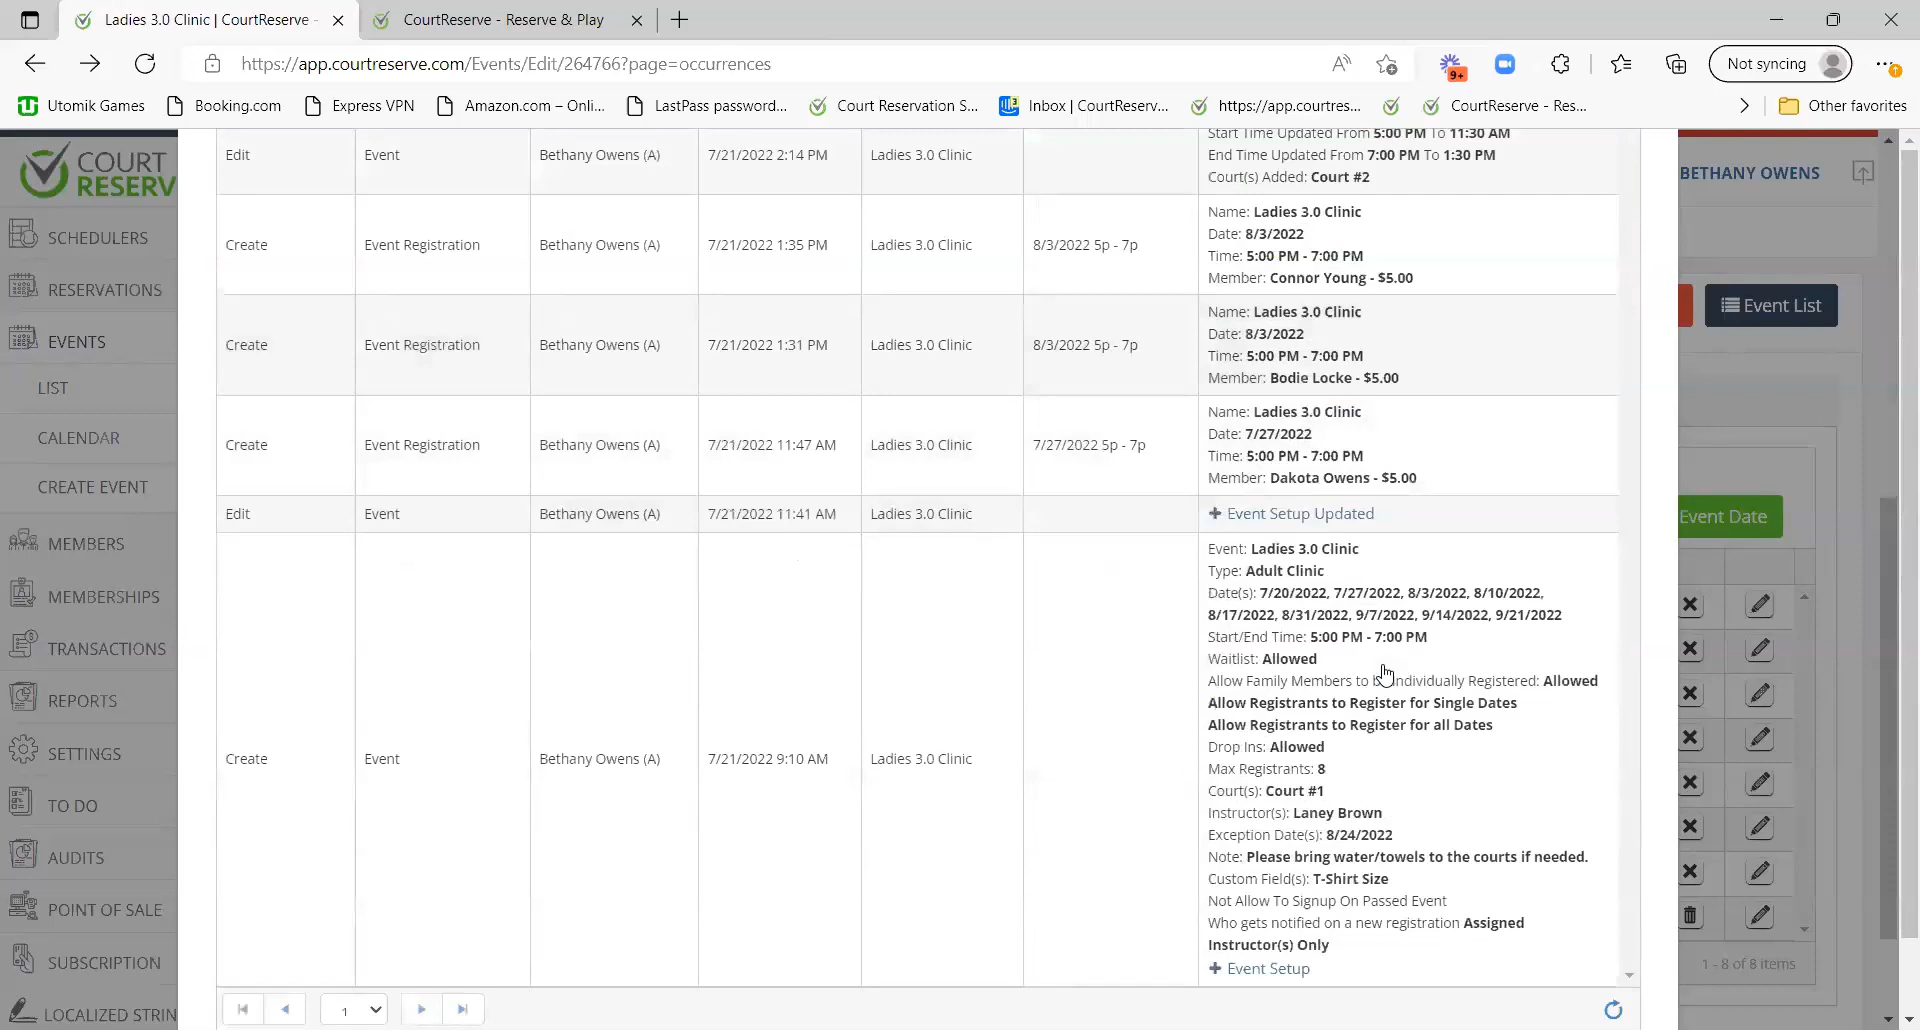 Ladies 3.0 Clinic | CourtReserve -
CourtReserve - Reserve & Play
https://app.courtreserve.com/Events/Edit/264766?page=occurrences
A
9+
Not syncing
Utomik Games
Booking.com
Express VPN
Amazon.com – Onli...
LastPass password...
Court Reservation S...
3
Inbox | CourtReserv...
https://app.courtres...
CourtReserve - Res...
Other favorites
COURT
RESERV
BETHANY OWENS
SCHEDULERS
RESERVATIONS
EVENTS
LIST
CALENDAR
CREATE EVENT
MEMBERS
MEMBERSHIPS
TRANSACTIONS
REPORTS
SETTINGS
TO DO
AUDITS
POINT OF SALE
SUBSCRIPTION
LOCALIZED STRIN
Edit
Event
Bethany Owens (A)
7/21/2022 2:14 PM
Ladies 3.0 Clinic
Start Time Updated From 5:00 PM To 11:30 AM
End Time Updated From 7:00 PM To 1:30 PM
Court(s) Added: Court #2
Create
Event Registration
Bethany Owens (A)
7/21/2022 1:35 PM
Ladies 3.0 Clinic
8/3/2022 5p - 7p
Name: Ladies 3.0 Clinic
Date: 8/3/2022
Time: 5:00 PM - 7:00 PM
Member: Connor Young - $5.00
Create
Event Registration
Bethany Owens (A)
7/21/2022 1:31 PM
Ladies 3.0 Clinic
8/3/2022 5p - 7p
Name: Ladies 3.0 Clinic
Date: 8/3/2022
Time: 5:00 PM - 7:00 PM
Member: Bodie Locke - $5.00
Create
Event Registration
Bethany Owens (A)
7/21/2022 11:47 AM
Ladies 3.0 Clinic
7/27/2022 5p - 7p
Name: Ladies 3.0 Clinic
Date: 7/27/2022
Time: 5:00 PM - 7:00 PM
Member: Dakota Owens - $5.00
Edit
Event
Bethany Owens (A)
7/21/2022 11:41 AM
Ladies 3.0 Clinic
+ Event Setup Updated
Create
Event
Bethany Owens (A)
7/21/2022 9:10 AM
Ladies 3.0 Clinic
Event: Ladies 3.0 Clinic
Type: Adult Clinic
Date(s): 7/20/2022, 7/27/2022, 8/3/2022, 8/10/2022,
8/17/2022, 8/31/2022, 9/7/2022, 9/14/2022, 9/21/2022
Start/End Time: 5:00 PM - 7:00 PM
Waitlist: Allowed
Allow Family Members to individually Registered: Allowed
Allow Registrants to Register for Single Dates
Allow Registrants to Register for all Dates
Drop Ins: Allowed
Max Registrants: 8
Court(s): Court #1
Instructor(s): Laney Brown
Exception Date(s): 8/24/2022
Note: Please bring water/towels to the courts if needed.
Custom Field(s): T-Shirt Size
Not Allow To Signup On Passed Event
Who gets notified on a new registration Assigned
Instructor(s) Only
+ Event Setup
1
Event List
Event Date
1 - 8 of 8 items